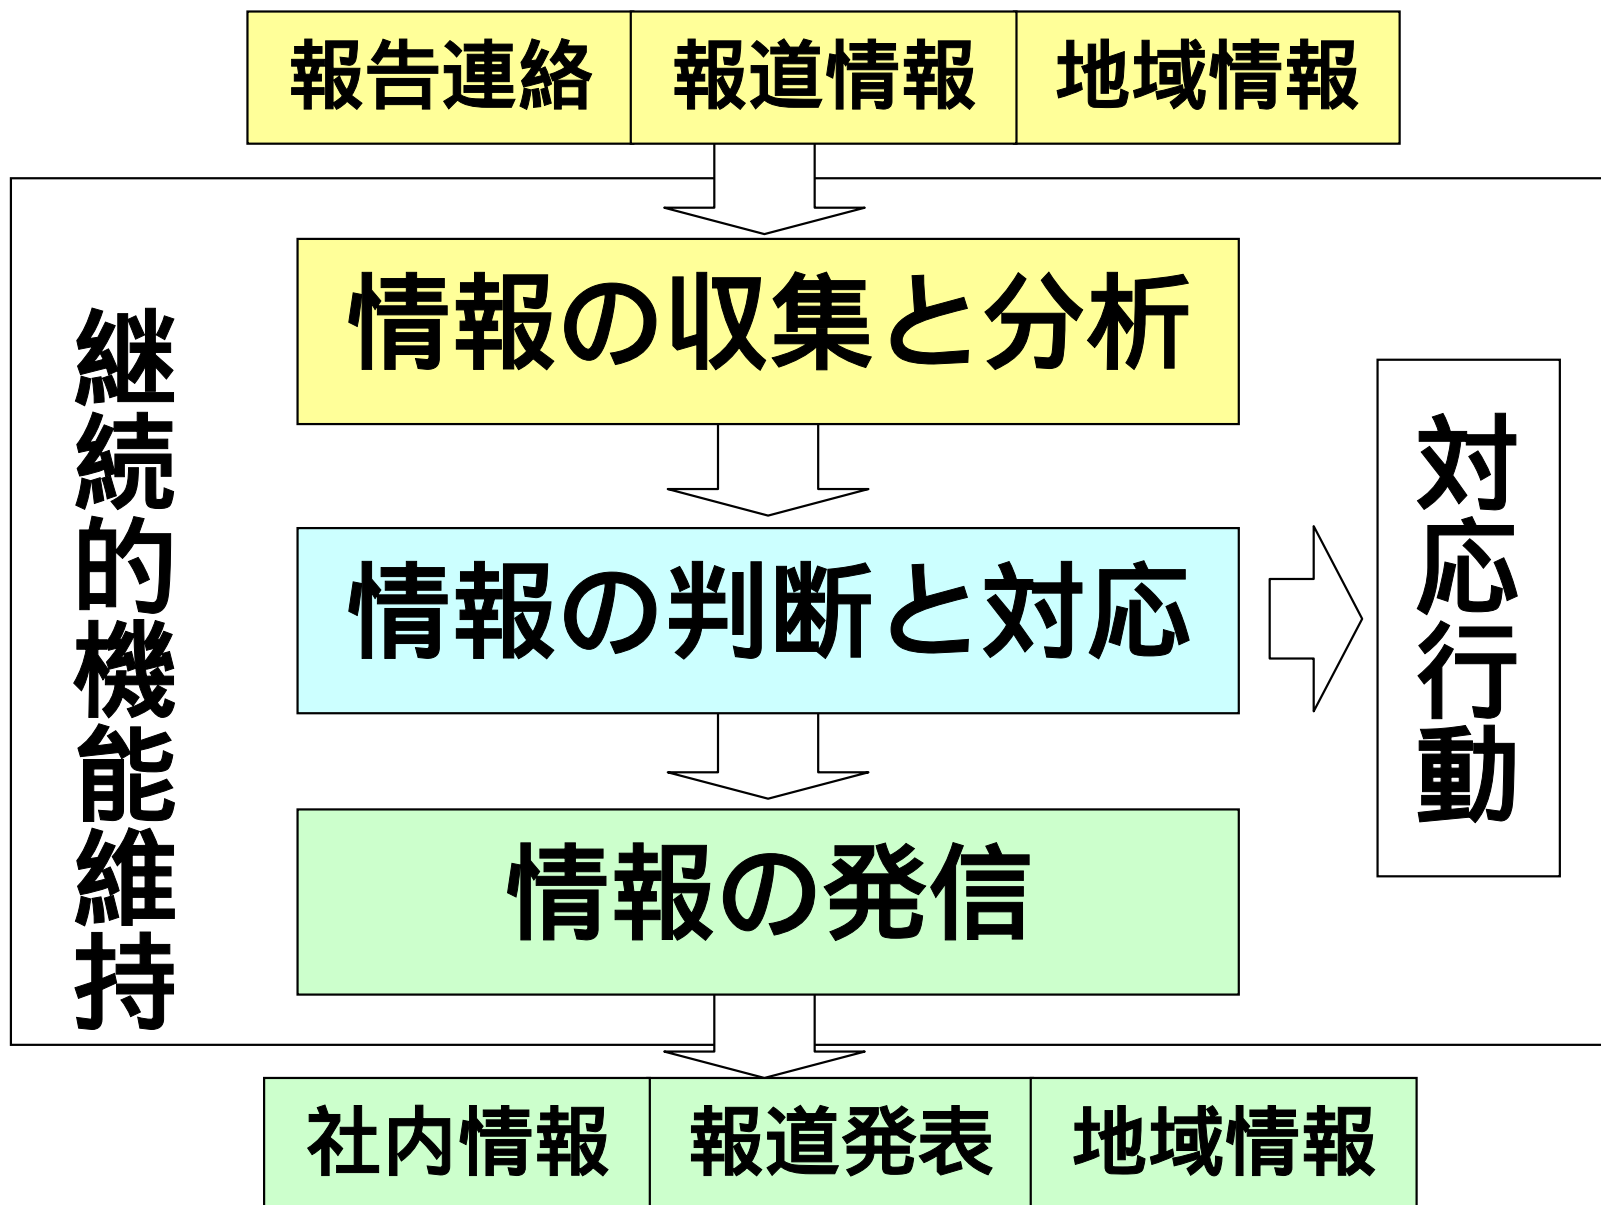 報告連絡
報道情報
地域情報
継続的機能維持
情報の収集と分析
情報の判断と対応
対応行動
情報の発信
社内情報
報道発表
地域情報